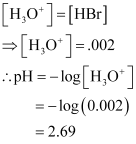 [H₃O⁺] = [HBr]
⇒ [H₃O⁺] = .002
∴ pH = −log[H₃O⁺]
= −log(0.002)
= 2.69